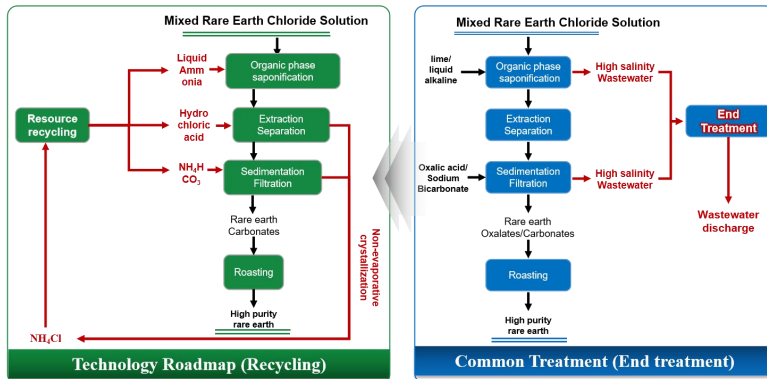 Mixed Rare Earth Chloride Solution
Liquid
Amm
onia
Organic phase
saponification
Resource
recycling
Hydro
chloric
acid
Extraction
Separation
NH₄H
CO₃
Sedimentation
Filtration
Rare earth
Carbonates
Non-evaporative
crystallization
Roasting
High purity
rare earth
NH₄Cl
Technology Roadmap (Recycling)
Mixed Rare Earth Chloride Solution
lime/
liquid
alkaline
Organic phase
saponification
High salinity
Wastewater
Extraction
Separation
End
Treatment
Oxalic acid/
Sodium
Bicarbonate
Sedimentation
Filtration
High salinity
Wastewater
Rare earth
Oxalates/Carbonates
Wastewater
discharge
Roasting
High purity
rare earth
Common Treatment (End treatment)